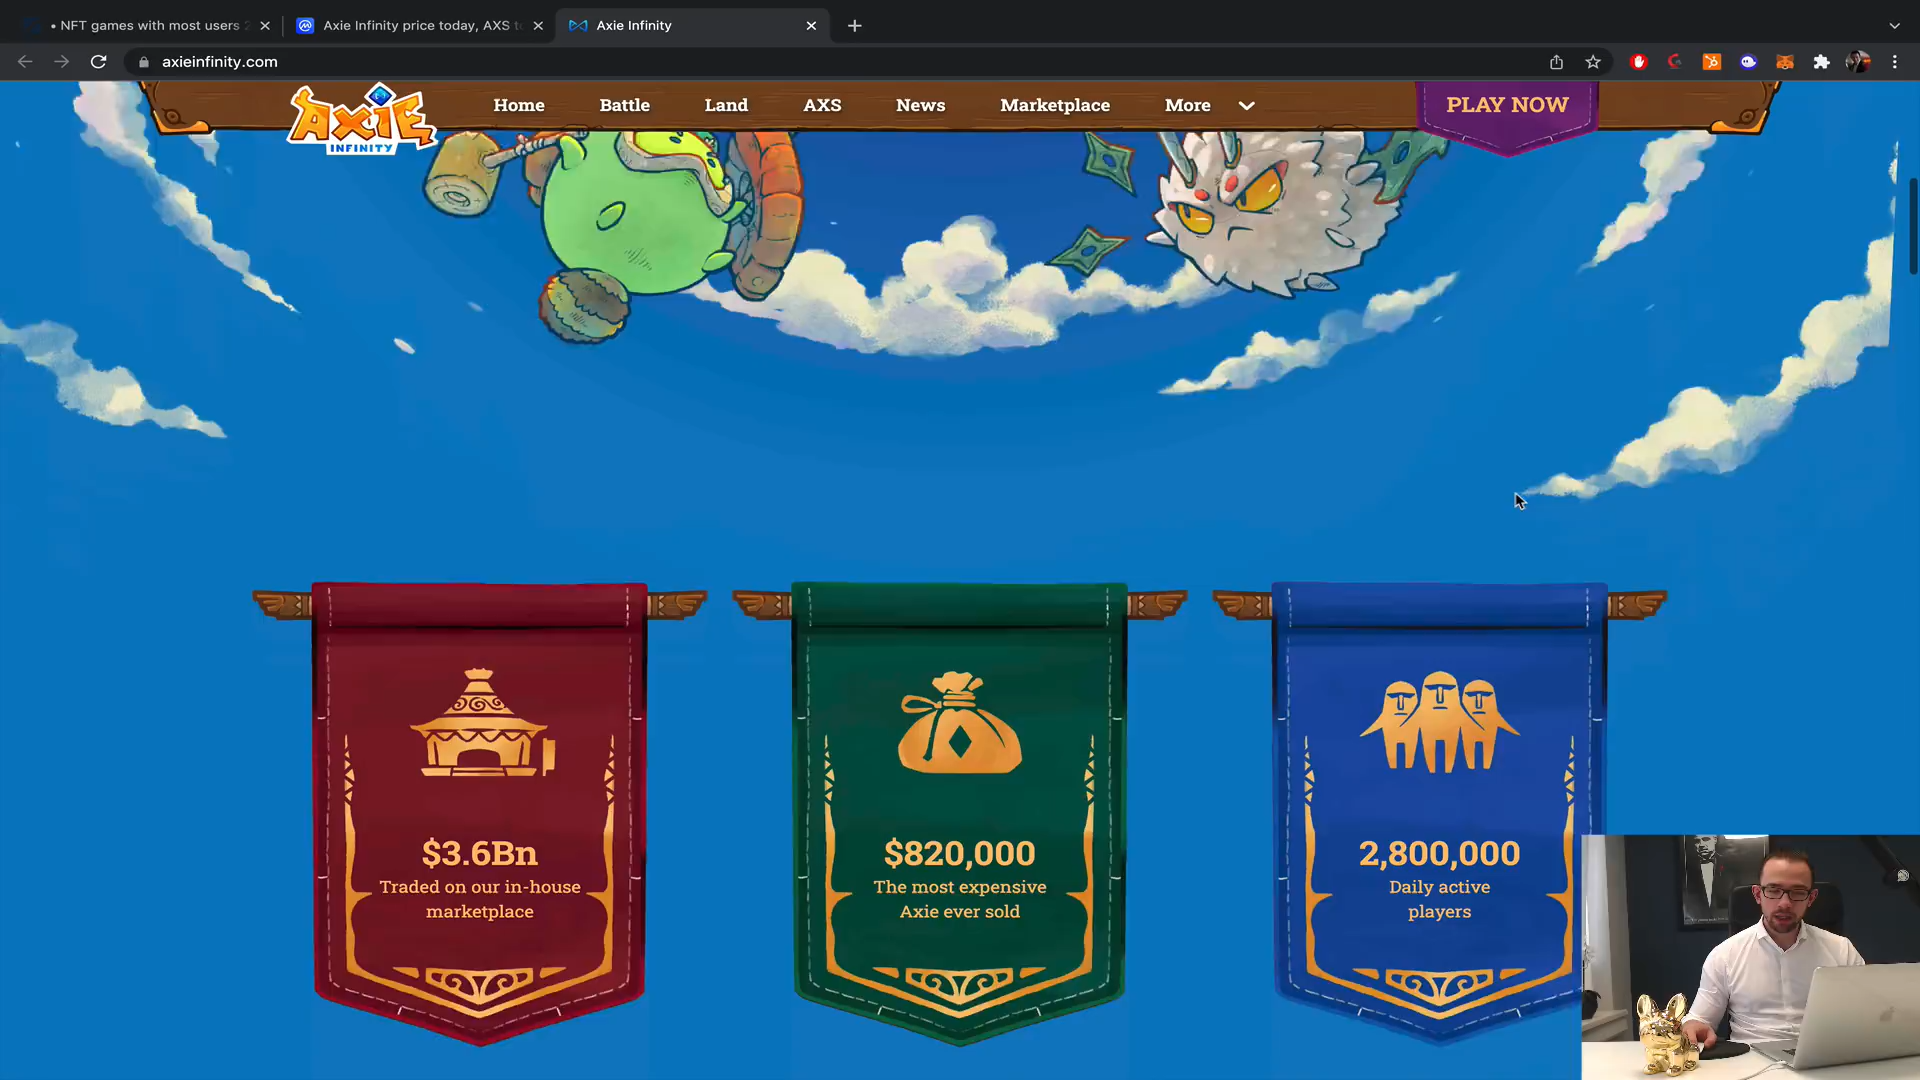 • NFT games with most users 2
Axie Infinity price today, AXS to
Axie Infinity
axieinfinity.com
AXIE
INFINITY
Home
Battle
Land
AXS
News
Marketplace
More
PLAY NOW
$3.6Bn
Traded on our in-house
marketplace
$820,000
The most expensive
Axie ever sold
2,800,000
Daily active
players